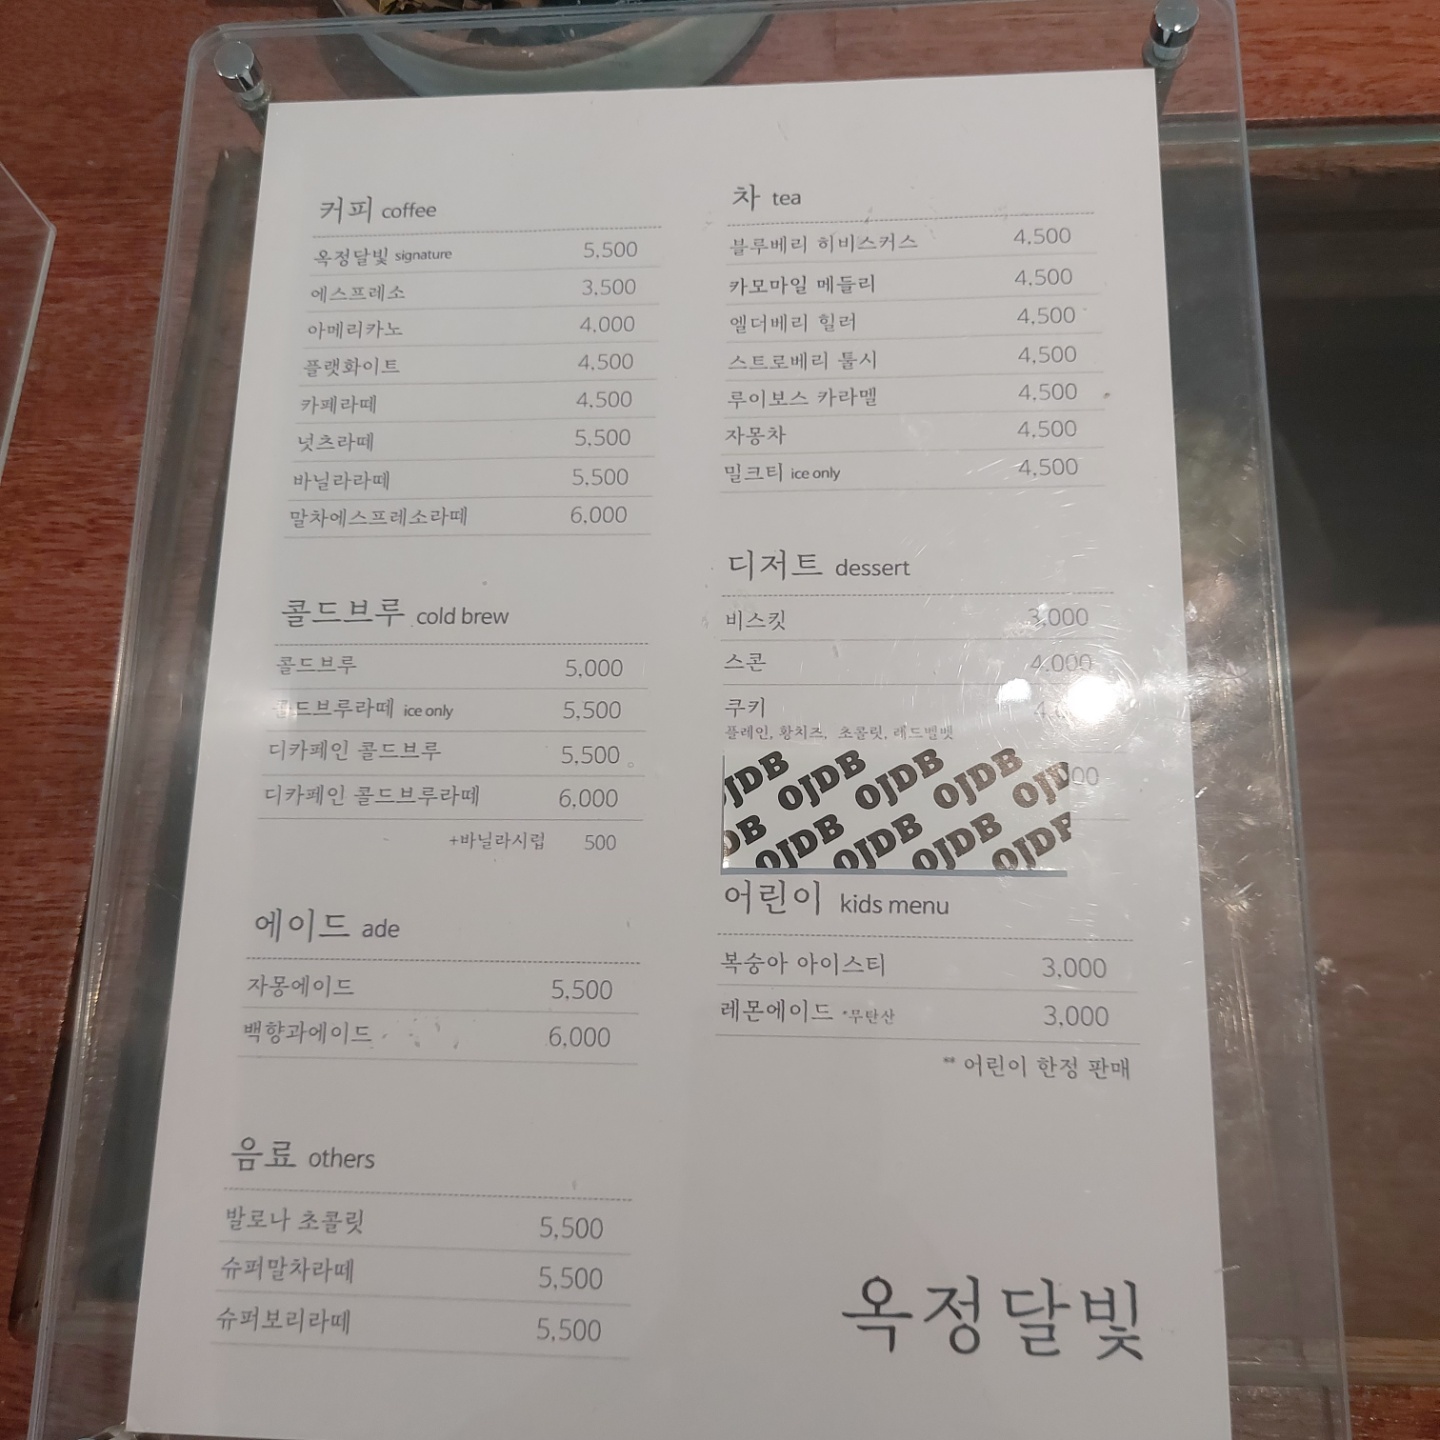 커피 coffee
옥정달빛 signature 5,500
에스프레소 3,500
아메리카노 4,000
플랫화이트 4,500
카페라떼 4,500
넛츠라떼 5,500
바닐라라떼 5,500
말차에스프레소라떼 6,000
콜드브루 cold brew
콜드브루 5,000
콜드브루라떼 ice only 5,500
디카페인 콜드브루 5,500
디카페인 콜드브루라떼 6,000
+바닐라시럽 500
에이드 ade
자몽에이드 5,500
백향과에이드 6,000
음료 others
발로나 초콜릿 5,500
슈퍼말차라떼 5,500
슈퍼보리라떼 5,500
차 tea
블루베리 히비스커스 4,500
카모마일 메들리 4,500
엘더베리 힐러 4,500
스트로베리 툴시 4,500
루이보스 카라멜 4,500
자몽차 4,500
밀크티 ice only 4,500
디저트 dessert
비스킷 3,000
스콘 4,000
쿠키
플레인, 황치즈, 초콜릿, 레드벨벳
OJDB OJDB OJDB
OJDB OJDB OJDB
어린이 kids menu
복숭아 아이스티 3,000
레몬에이드 *무탄산 3,000
** 어린이 한정 판매
옥정달빛